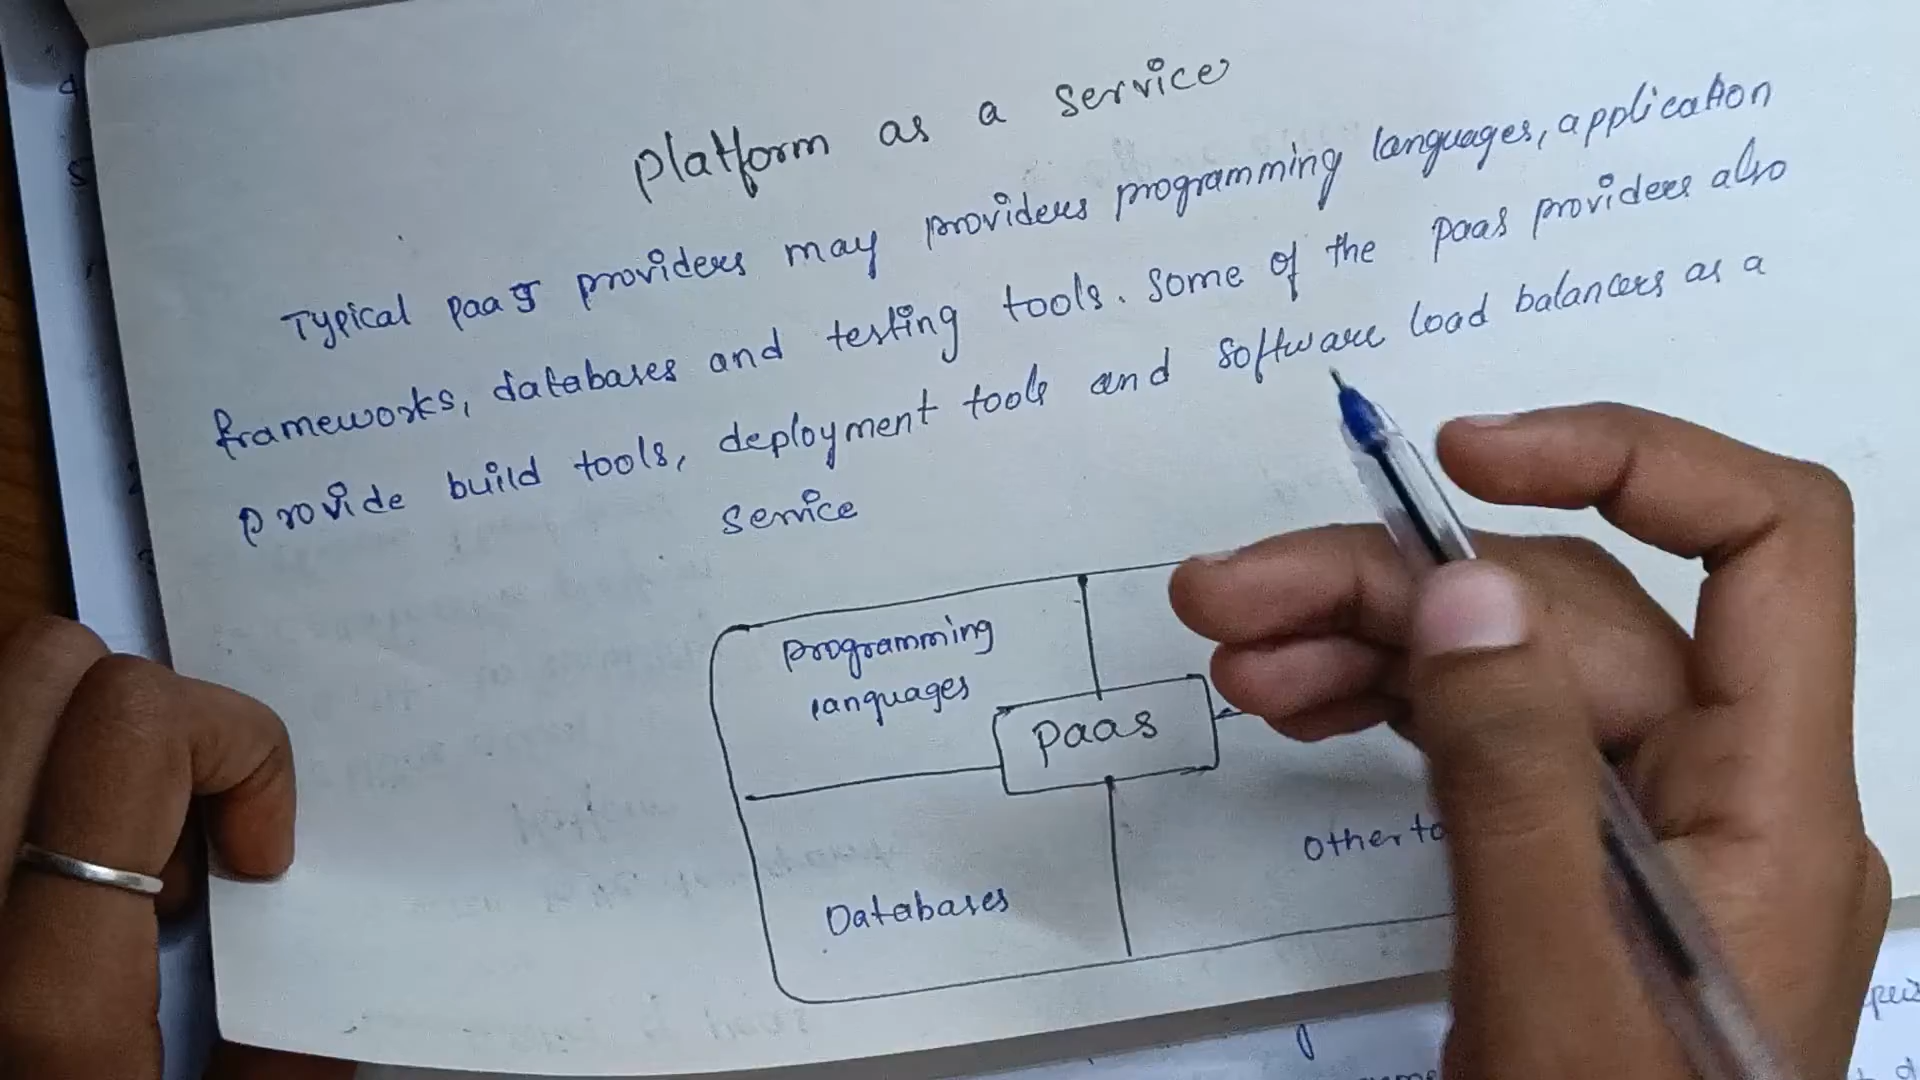 Platform as a service
Typical PaaS providers may providers programming languages, application
frameworks, databases and testing tools. Some of the Paas providers also
provide build tools, deployment tools and software load balancers as a
service
programming
languages
paas
Databases
Other to